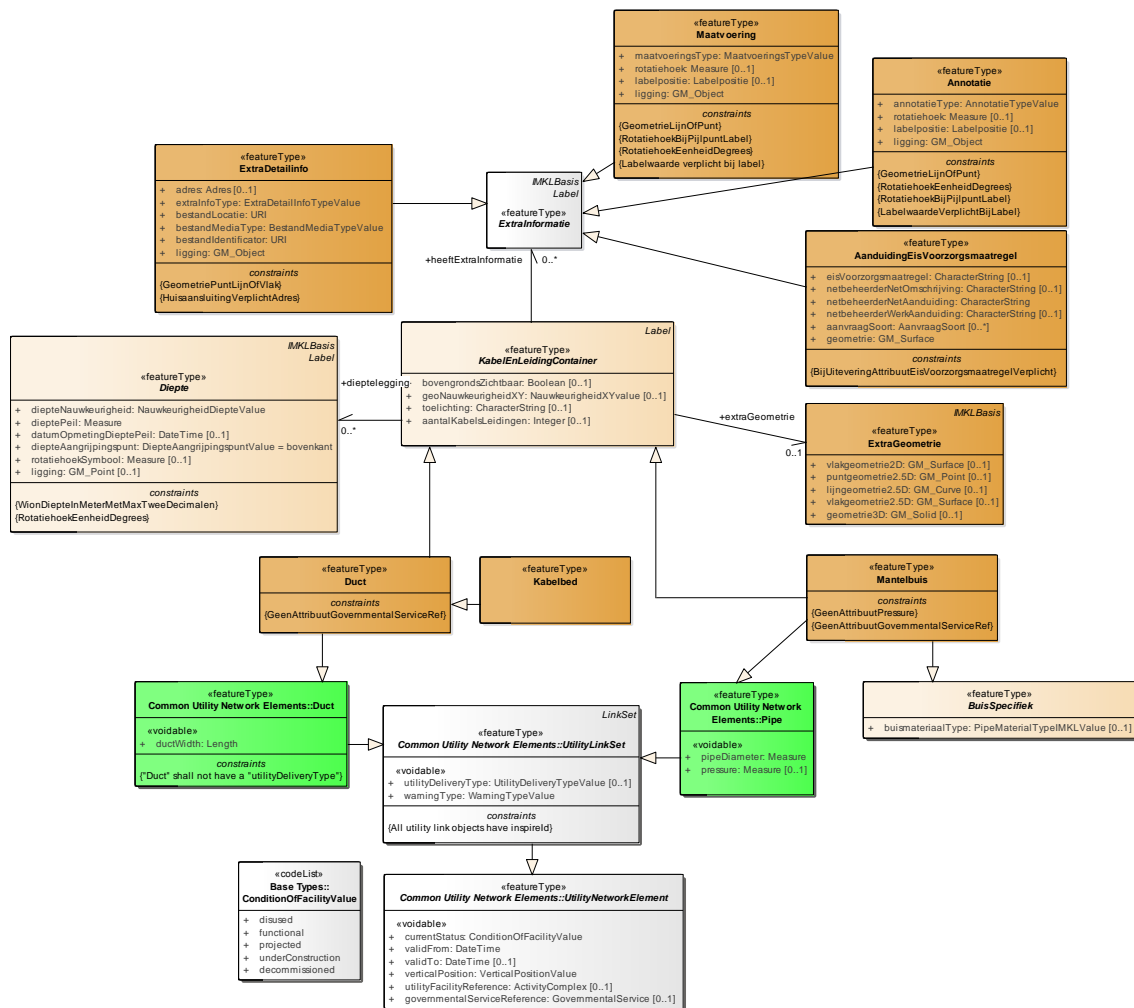 «featureType»
Maatvoering
+ maatvoeringsType: MaatvoeringsTypeValue
+ rotatiehoek: Measure [0..1]
+ labelpositie: Labelpositie [0..1]
+ ligging: GM_Object
constraints
{GeometrieLijnOfPunt}
{RotatiehoekBijPijlpuntLabel}
{RotatiehoekEenheidDegrees}
{Labelwaarde verplicht bij label}
«featureType»
Annotatie
+ annotatieType: AnnotatieTypeValue
+ rotatiehoek: Measure [0..1]
+ labelpositie: Labelpositie [0..1]
+ ligging: GM_Object
constraints
{GeometrieLijnOfPunt}
{RotatiehoekEenheidDegrees}
{RotatiehoekBijPijlpuntLabel}
{LabelwaardeVerplichtBijLabel}
«featureType»
ExtraDetailInfo
+ adres: Adres [0..1]
+ extraInfoType: ExtraDetailInfoTypeValue
+ bestandLocatie: URI
+ bestandMediaType: BestandMediaTypeValue
+ bestandIdentificator: URI
+ ligging: GM_Object
constraints
{GeometriePuntLijnOfVlak}
{HuisaansluitingVerplichtAdres}
IMKLBasis
Label
«featureType»
ExtraInformatie
+heeftExtraInformatie
0..*
«featureType»
AanduidingEisVoorzorgsmaatregel
+ eisVoorzorgsmaatregel: CharacterString [0..1]
+ netbeheerderNetOmschrijving: CharacterString [0..1]
+ netbeheerderNetAanduiding: CharacterString
+ netbeheerderWerkAanduiding: CharacterString [0..1]
+ aanvraagSoort: AanvraagSoort [0..*]
+ geometrie: GM_Surface
constraints
{BijUiteveringAttribuutEisVoorzorgsmaatregelVerplicht}
IMKLBasis
Label
«featureType»
Diepte
+ diepteNauwkeurigheid: NauwkeurigheidDiepteValue
+ dieptePeil: Measure
+ datumOpmetingDieptePeil: DateTime [0..1]
+ diepteAangrijpingspunt: DiepteAangrijpingspuntValue = bovenkant
+ rotatiehoekSymbool: Measure [0..1]
+ ligging: GM_Point [0..1]
constraints
{WionDiepteInMeterMetMaxTweeDecimalen}
{RotatiehoekEenheidDegrees}
+dieptelegging
0..*
Label
«featureType»
KabelEnLeidingContainer
+ bovengrondsZichtbaar: Boolean [0..1]
+ geoNauwkeurigheidXY: NauwkeurigheidXYvalue [0..1]
+ toelichting: CharacterString [0..1]
+ aantalKabelsLeidingen: Integer [0..1]
+extraGeometrie
0..1
IMKLBasis
«featureType»
ExtraGeometrie
+ vlakgeometrie2D: GM_Surface [0..1]
+ puntgeometrie2.5D: GM_Point [0..1]
+ lijngeometrie2.5D: GM_Curve [0..1]
+ vlakgeometrie2.5D: GM_Surface [0..1]
+ geometrie3D: GM_Solid [0..1]
«featureType»
Duct
constraints
{GeenAttribuutGovernmentalServiceRef}
«featureType»
Kabelbed
«featureType»
Mantelbuis
constraints
{GeenAttribuutPressure}
{GeenAttribuutGovernmentalServiceRef}
«featureType»
Common Utility Network Elements::Duct
«voidable»
+ ductWidth: Length
constraints
{"Duct" shall not have a "utilityDeliveryType"}
LinkSet
«featureType»
Common Utility Network Elements::UtilityLinkSet
«voidable»
+ utilityDeliveryType: UtilityDeliveryTypeValue [0..1]
+ warningType: WarningTypeValue
constraints
{All utility link objects have inspireId}
«featureType»
Common Utility Network
Elements::Pipe
«voidable»
+ pipeDiameter: Measure
+ pressure: Measure [0..1]
«featureType»
BuisSpecifiek
+ buismateriaalType: PipeMaterialTypeIMKLValue [0..1]
«codeList»
Base Types::
ConditionOfFacilityValue
+ disused
+ functional
+ projected
+ underConstruction
+ decommissioned
«featureType»
Common Utility Network Elements::UtilityNetworkElement
«voidable»
+ currentStatus: ConditionOfFacilityValue
+ validFrom: DateTime
+ validTo: DateTime [0..1]
+ verticalPosition: VerticalPositionValue
+ utilityFacilityReference: ActivityComplex [0..1]
+ governmentalServiceReference: GovernmentalService [0..1]